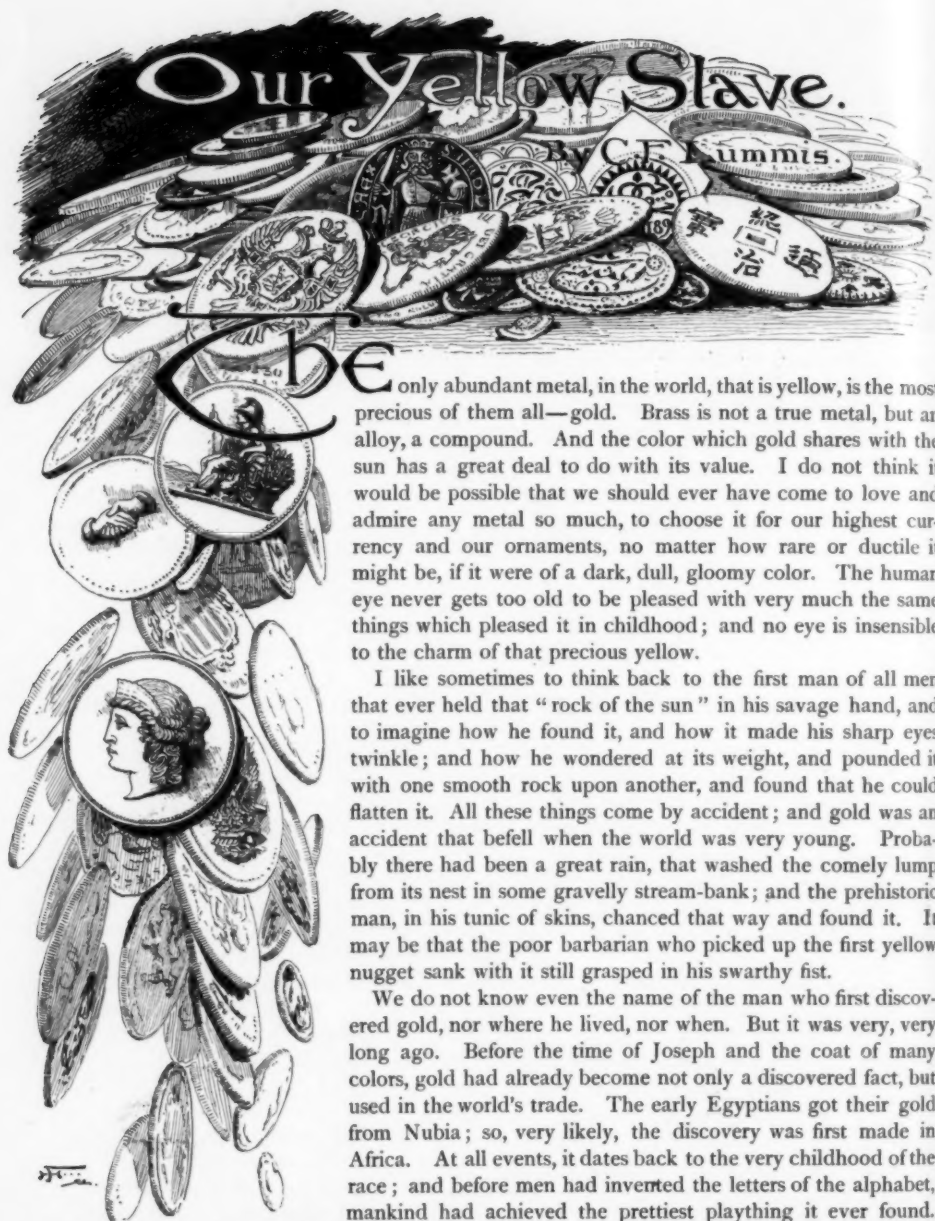 Our Yellow Slave.
By C. F. Lummis.
189
The only abundant metal, in the world, that is yellow, is the most
precious of them all—gold. Brass is not a true metal, but an
alloy, a compound. And the color which gold shares with the
sun has a great deal to do with its value. I do not think it
would be possible that we should ever have come to love and
admire any metal so much, to choose it for our highest cur-
rency and our ornaments, no matter how rare or ductile it
might be, if it were of a dark, dull, gloomy color. The human
eye never gets too old to be pleased with very much the same
things which pleased it in childhood; and no eye is insensible
to the charm of that precious yellow.
I like sometimes to think back to the first man of all men
that ever held that “rock of the sun” in his savage hand, and
to imagine how he found it, and how it made his sharp eyes
twinkle; and how he wondered at its weight, and pounded it
with one smooth rock upon another, and found that he could
flatten it. All these things come by accident; and gold was an
accident that befell when the world was very young. Proba-
bly there had been a great rain, that washed the comely lump
from its nest in some gravelly stream-bank; and the prehistoric
man, in his tunic of skins, chanced that way and found it. It
may be that the poor barbarian who picked up the first yellow
nugget sank with it still grasped in his swarthy fist.
We do not know even the name of the man who first discov-
ered gold, nor where he lived, nor when. But it was very, very
long ago. Before the time of Joseph and the coat of many
colors, gold had already become not only a discovered fact, but
used in the world's trade. The early Egyptians got their gold
from Nubia; so, very likely, the discovery was first made in
Africa. At all events, it dates back to the very childhood of the
race; and before men had invented the letters of the alphabet,
mankind had achieved the prettiest plaything it ever found.